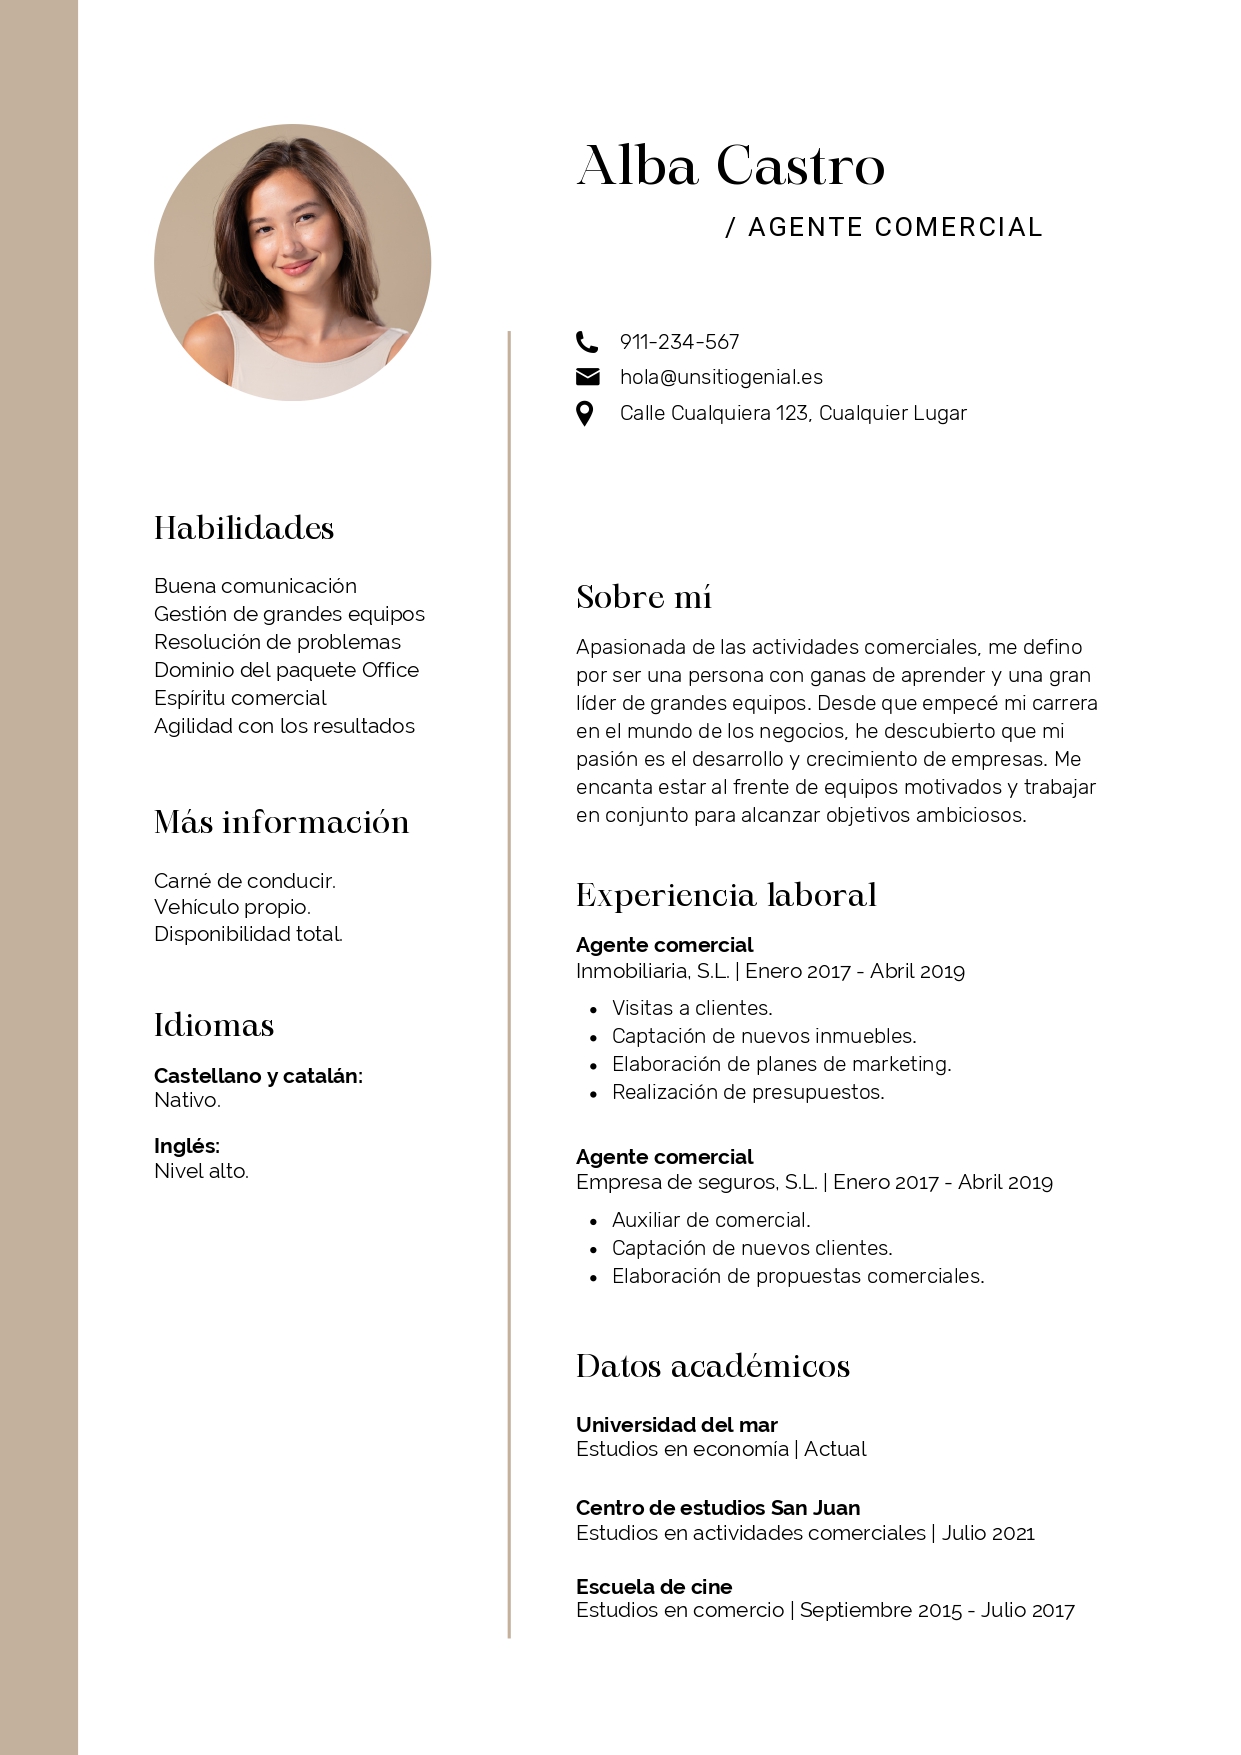 Alba Castro
/ AGENTE COMERCIAL
911-234-567
hola@unsitiogenial.es
Calle Cualquiera 123, Cualquier Lugar
Habilidades
Buena comunicación
Gestión de grandes equipos
Resolución de problemas
Dominio del paquete Office
Espíritu comercial
Agilidad con los resultados
Más información
Carné de conducir.
Vehículo propio.
Disponibilidad total.
Idiomas
Castellano y catalán:
Nativo.
Inglés:
Nivel alto.
Sobre mí
Apasionada de las actividades comerciales, me defino
por ser una persona con ganas de aprender y una gran
líder de grandes equipos. Desde que empecé mi carrera
en el mundo de los negocios, he descubierto que mi
pasión es el desarrollo y crecimiento de empresas. Me
encanta estar al frente de equipos motivados y trabajar
en conjunto para alcanzar objetivos ambiciosos.
Experiencia laboral
Agente comercial
Inmobiliaria, S.L. | Enero 2017 - Abril 2019
• Visitas a clientes.
• Captación de nuevos inmuebles.
• Elaboración de planes de marketing.
• Realización de presupuestos.
Agente comercial
Empresa de seguros, S.L. | Enero 2017 - Abril 2019
• Auxiliar de comercial.
• Captación de nuevos clientes.
• Elaboración de propuestas comerciales.
Datos académicos
Universidad del mar
Estudios en economía | Actual
Centro de estudios San Juan
Estudios en actividades comerciales | Julio 2021
Escuela de cine
Estudios en comercio | Septiembre 2015 - Julio 2017